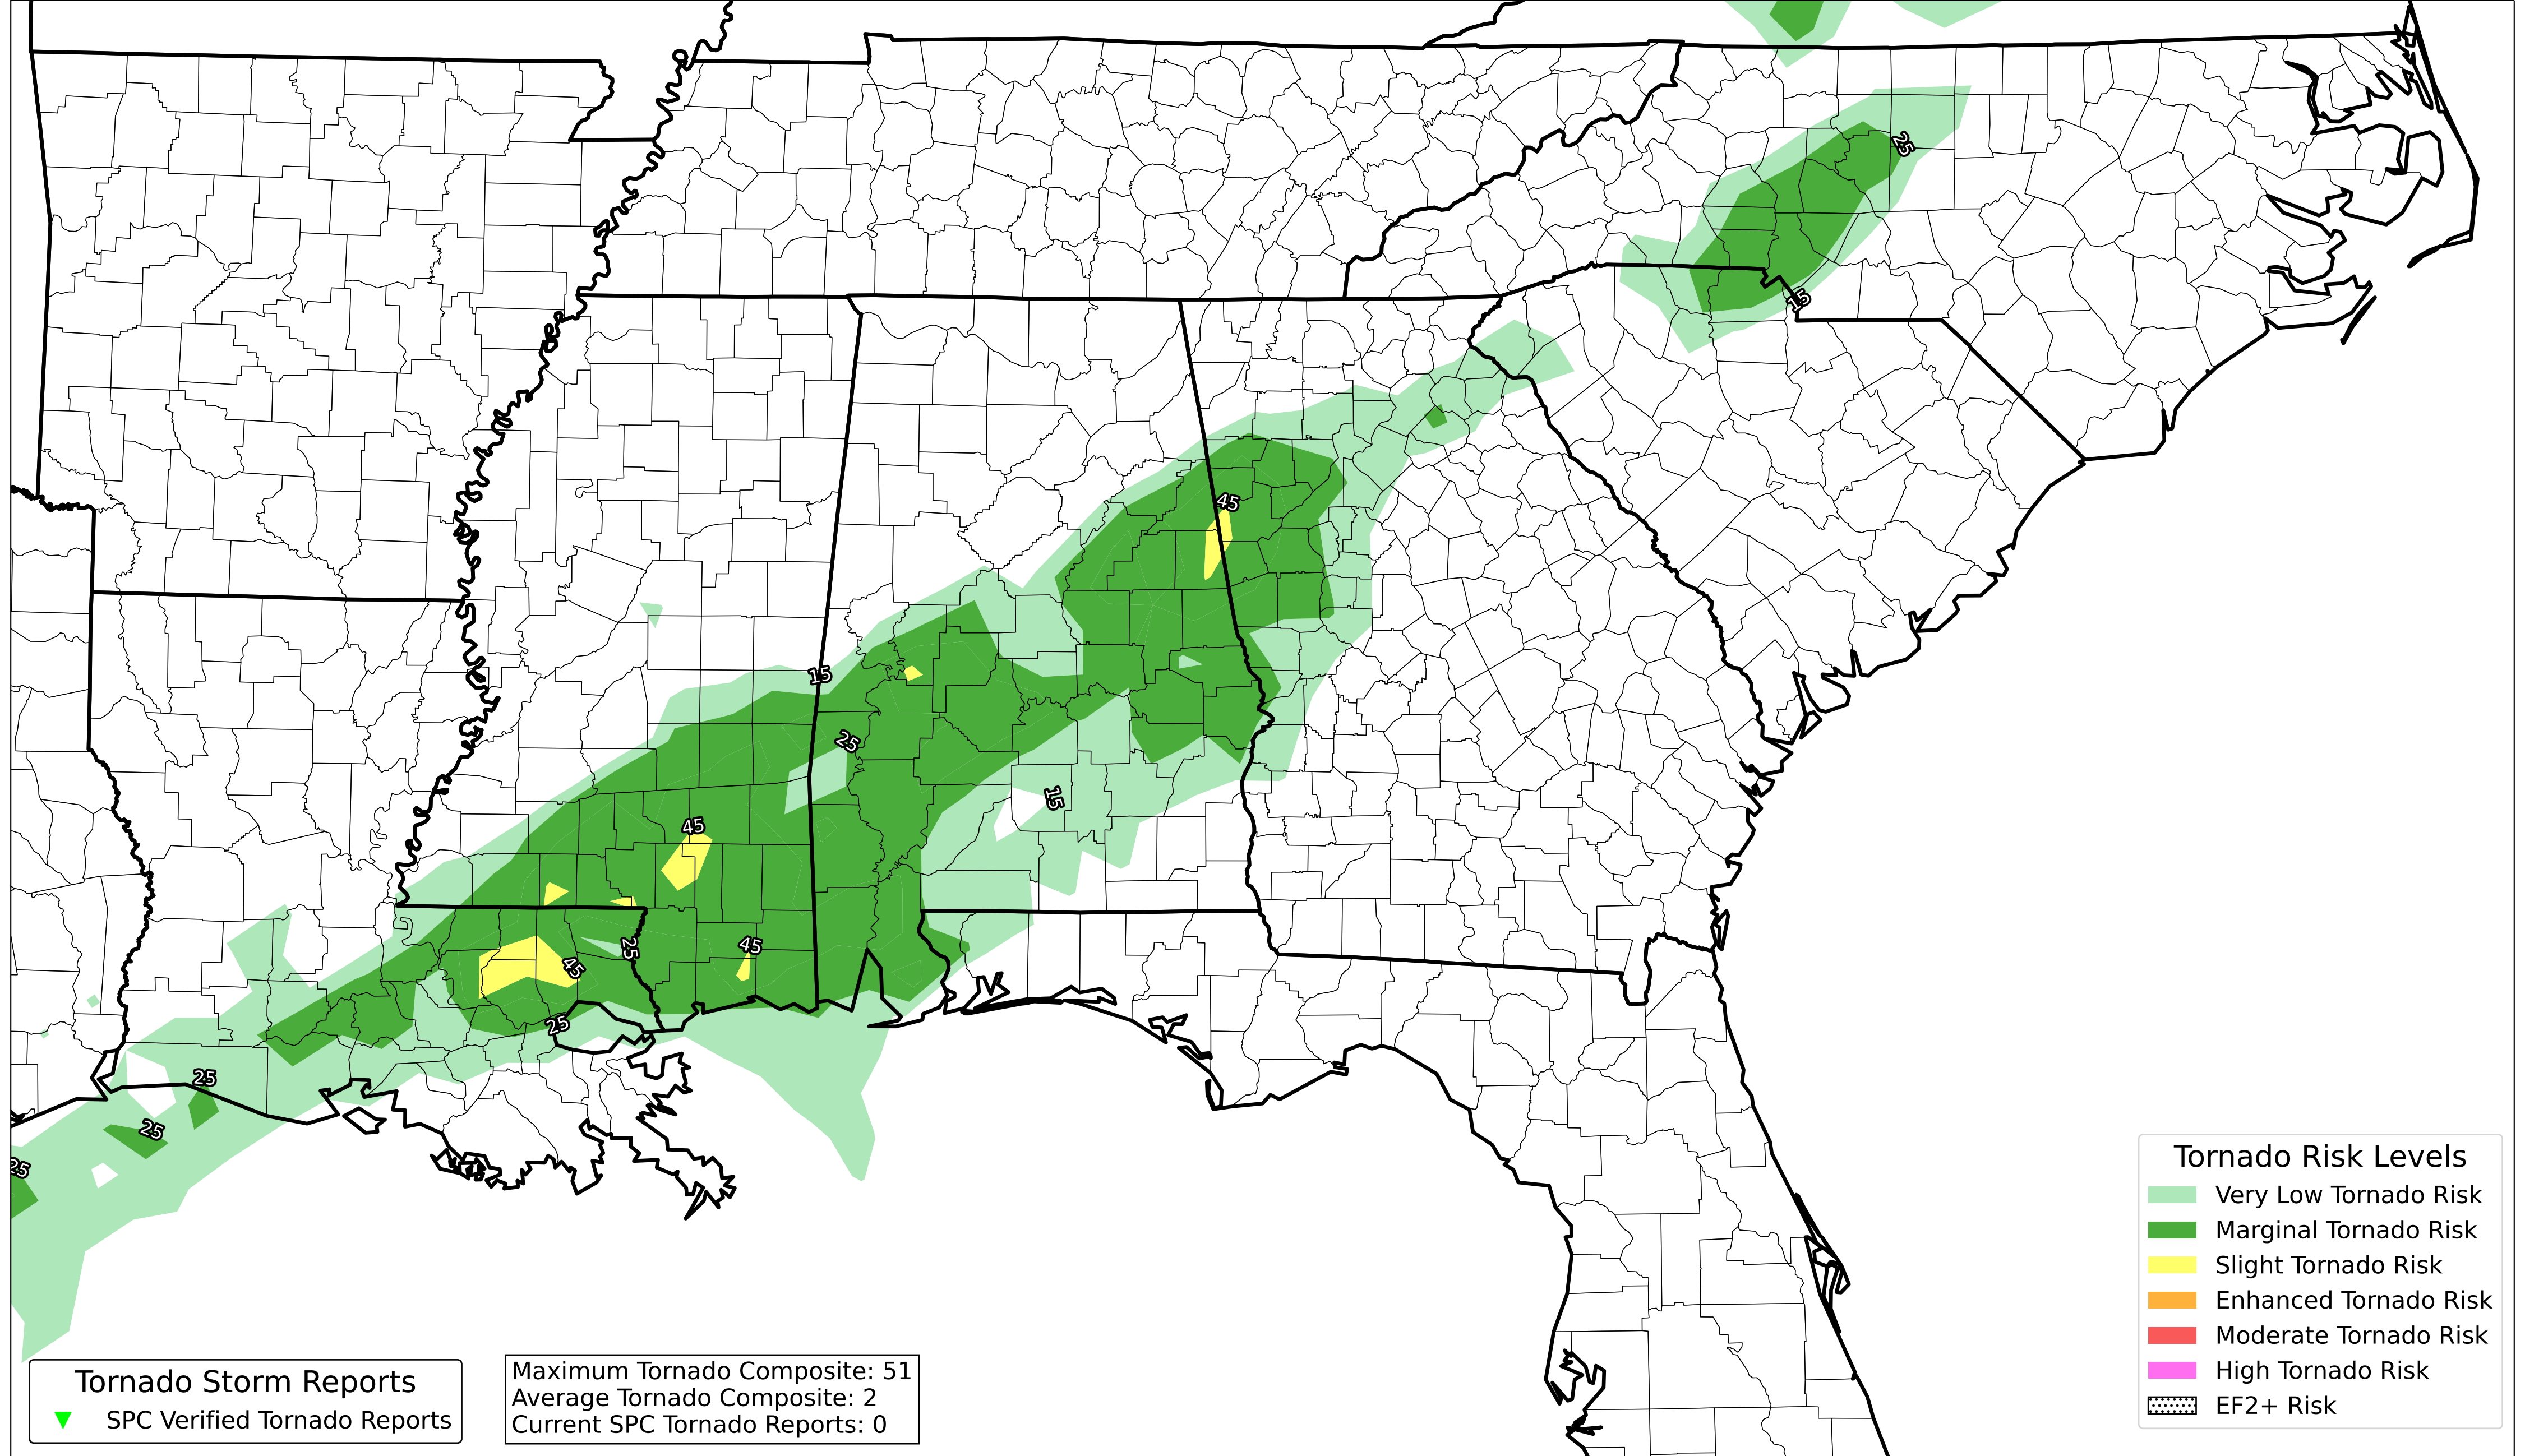 25
15
45
15
25
15
45
25
45
45
25
25
25
25
Tornado Risk Levels
Very Low Tornado Risk
Marginal Tornado Risk
Slight Tornado Risk
Enhanced Tornado Risk
Moderate Tornado Risk
High Tornado Risk
EF2+ Risk
Tornado Storm Reports
SPC Verified Tornado Reports
Maximum Tornado Composite: 51
Average Tornado Composite: 2
Current SPC Tornado Reports: 0